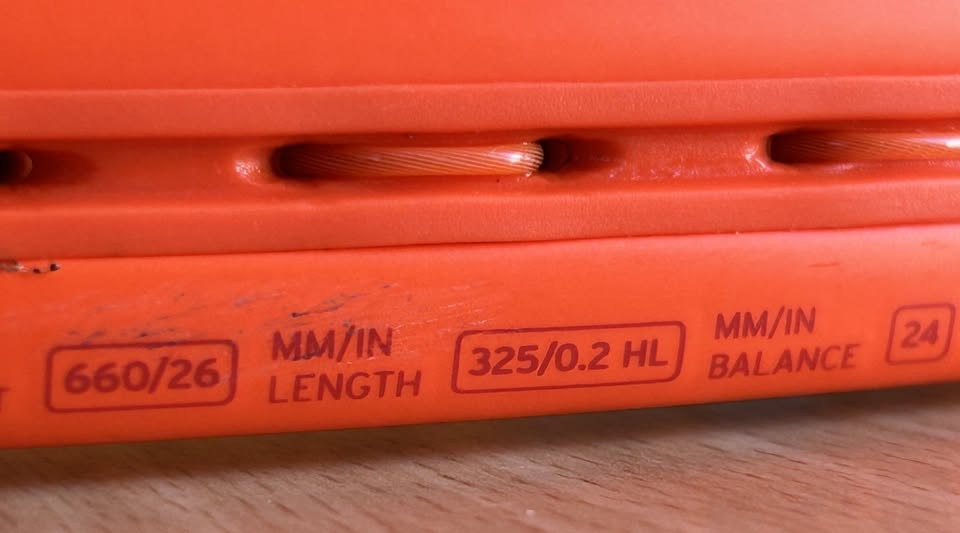 660/26
MM/IN
LENGTH
325/0.2 HL
MM/IN
BALANCE
24